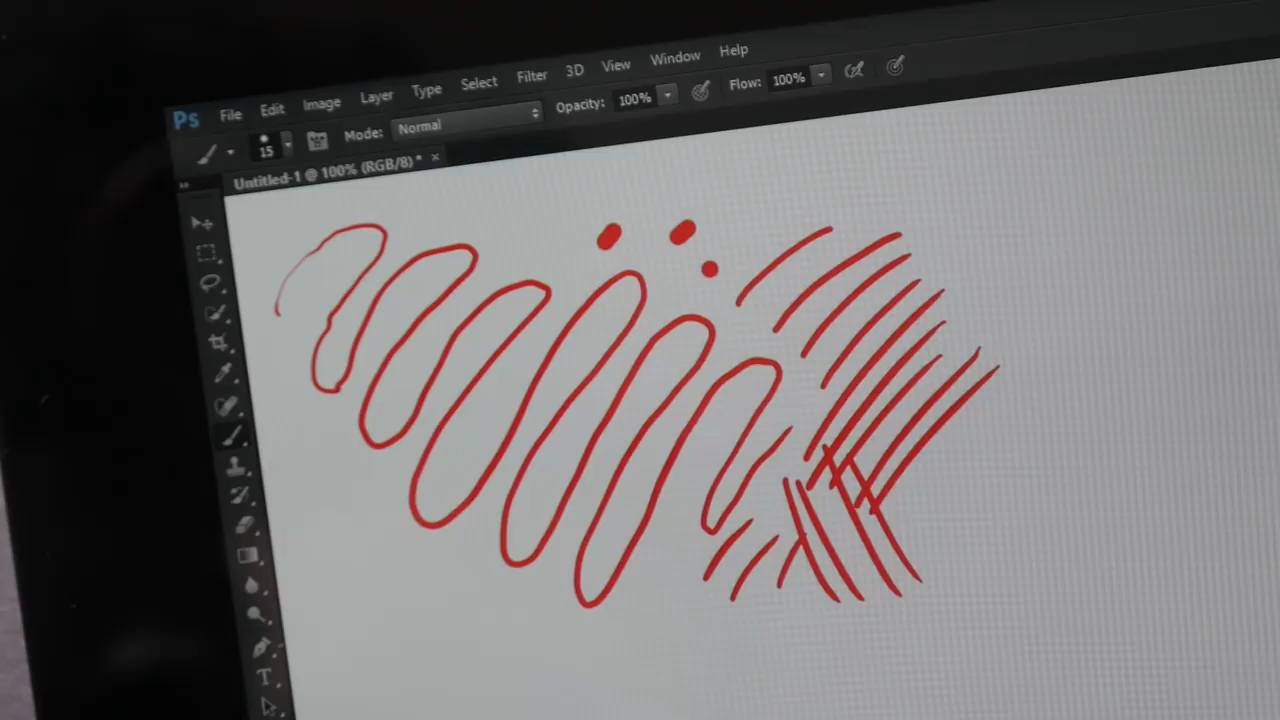 Ps File Edit Image Layer Type Select Filter 3D View Window Help
15 Mode: Normal Opacity: 100% Flow: 100%
Untitled-1 @ 100% (RGB/8) * ×
T